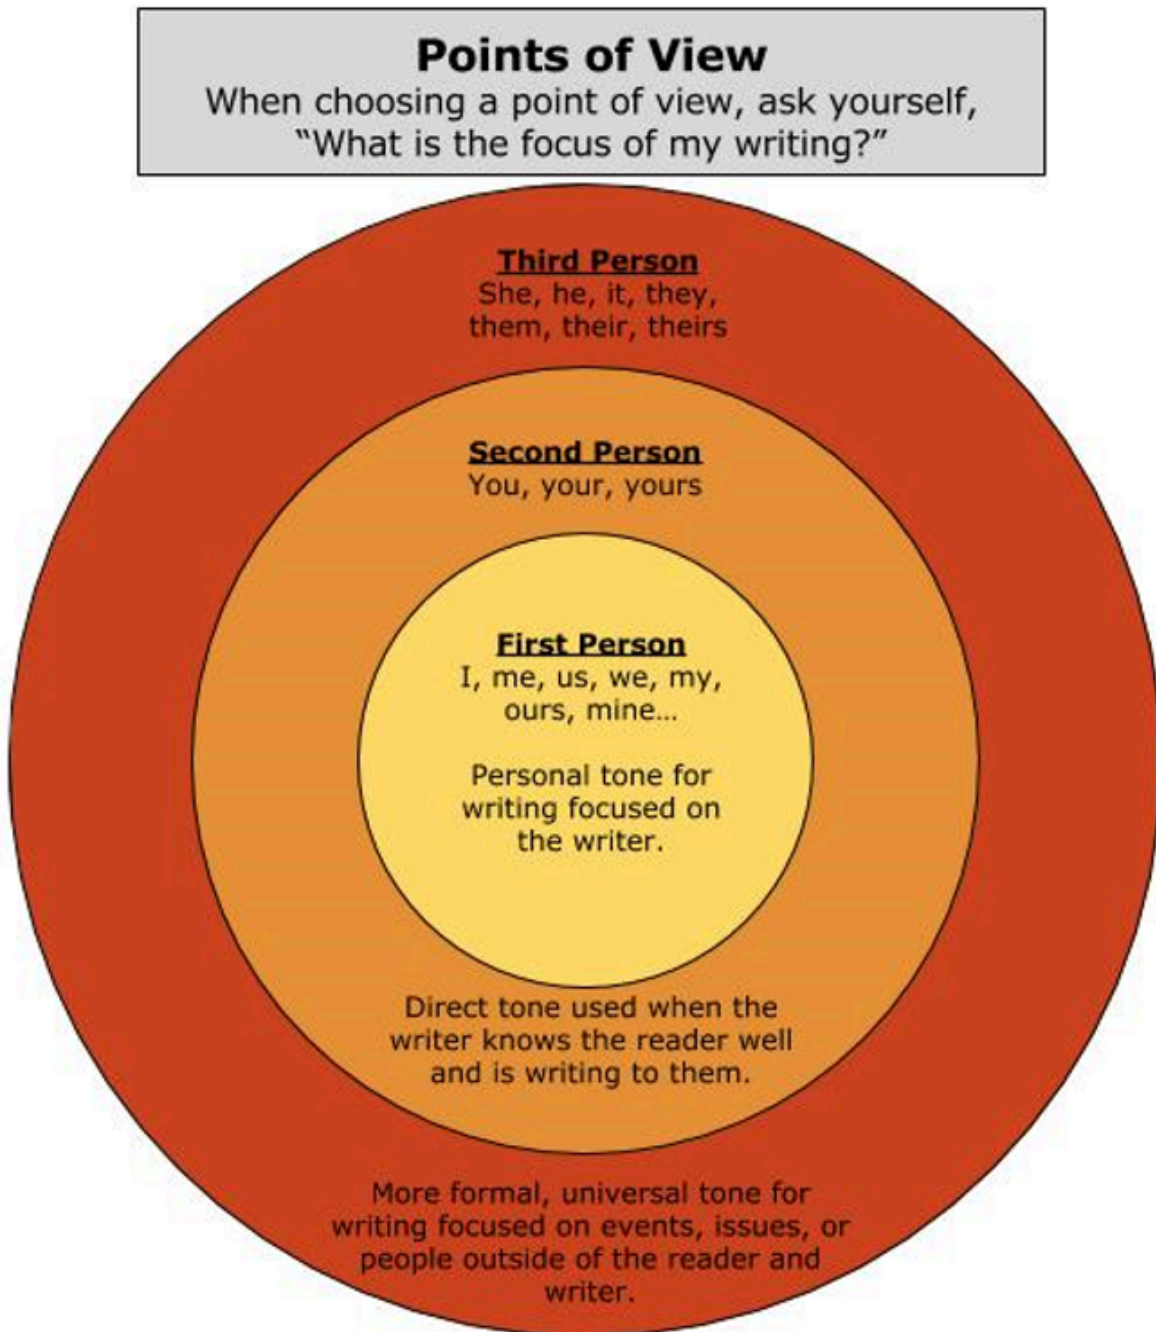 Points of View
When choosing a point of view, ask yourself,
“What is the focus of my writing?”
Third Person
She, he, it, they,
them, their, theirs
Second Person
You, your, yours
First Person
I, me, us, we, my,
ours, mine…
Personal tone for
writing focused on
the writer.
Direct tone used when the
writer knows the reader well
and is writing to them.
More formal, universal tone for
writing focused on events, issues, or
people outside of the reader and
writer.